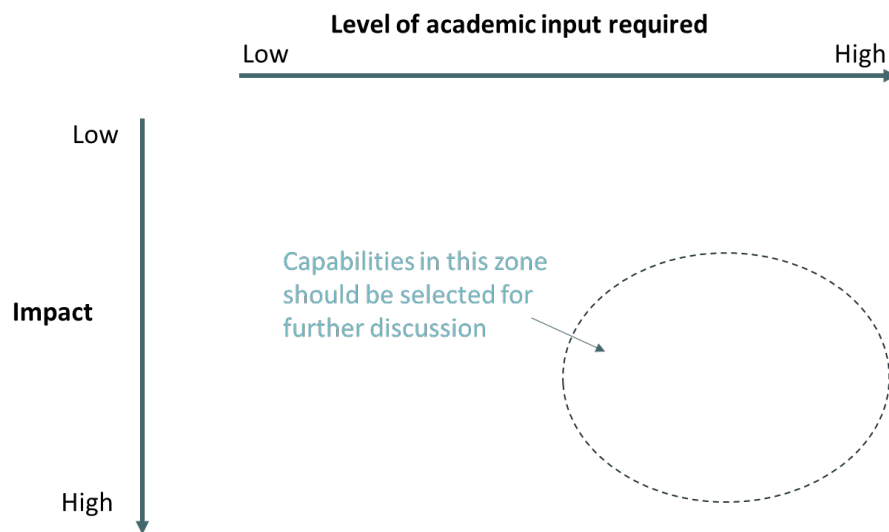 Level of academic input required
Low
High
Low
Capabilities in this zone
should be selected for
further discussion
Impact
High